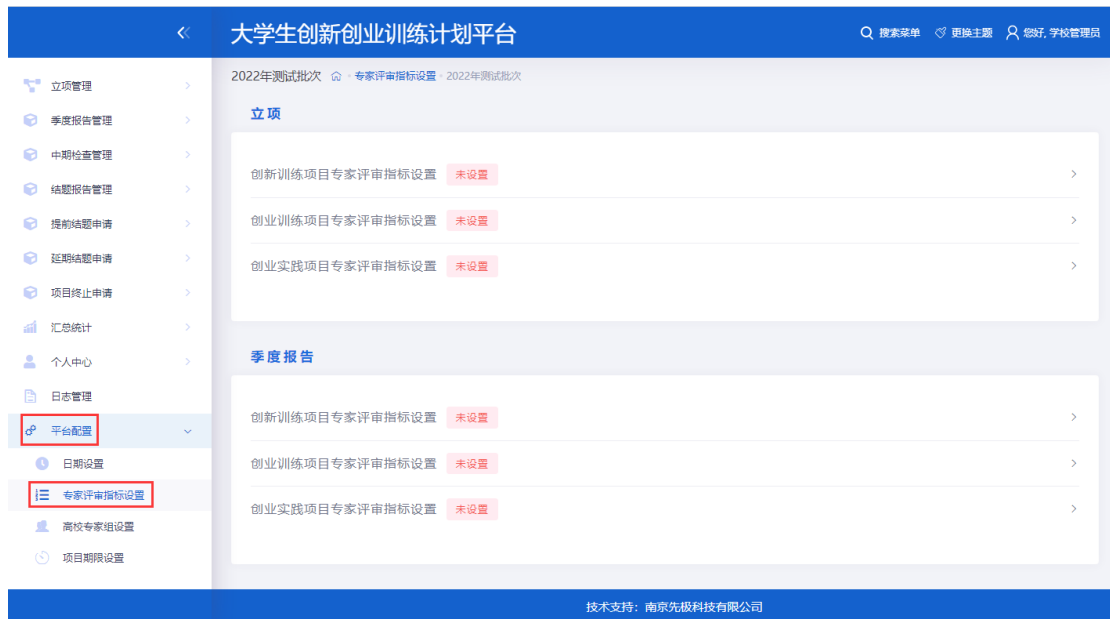 大学生创新创业训练计划平台
搜索菜单 更换主题 您好, 学校管理员
立项管理
季度报告管理
中期检查管理
结题报告管理
提前结题申请
延期结题申请
项目终止申请
汇总统计
个人中心
日志管理
平台配置
日期设置
专家评审指标设置
高校专家组设置
项目期限设置
2022年测试批次 · 专家评审指标设置 · 2022年测试批次
立项
创新训练项目专家评审指标设置 未设置
创业训练项目专家评审指标设置 未设置
创业实践项目专家评审指标设置 未设置
季度报告
创新训练项目专家评审指标设置 未设置
创业训练项目专家评审指标设置 未设置
创业实践项目专家评审指标设置 未设置
技术支持：南京先极科技有限公司